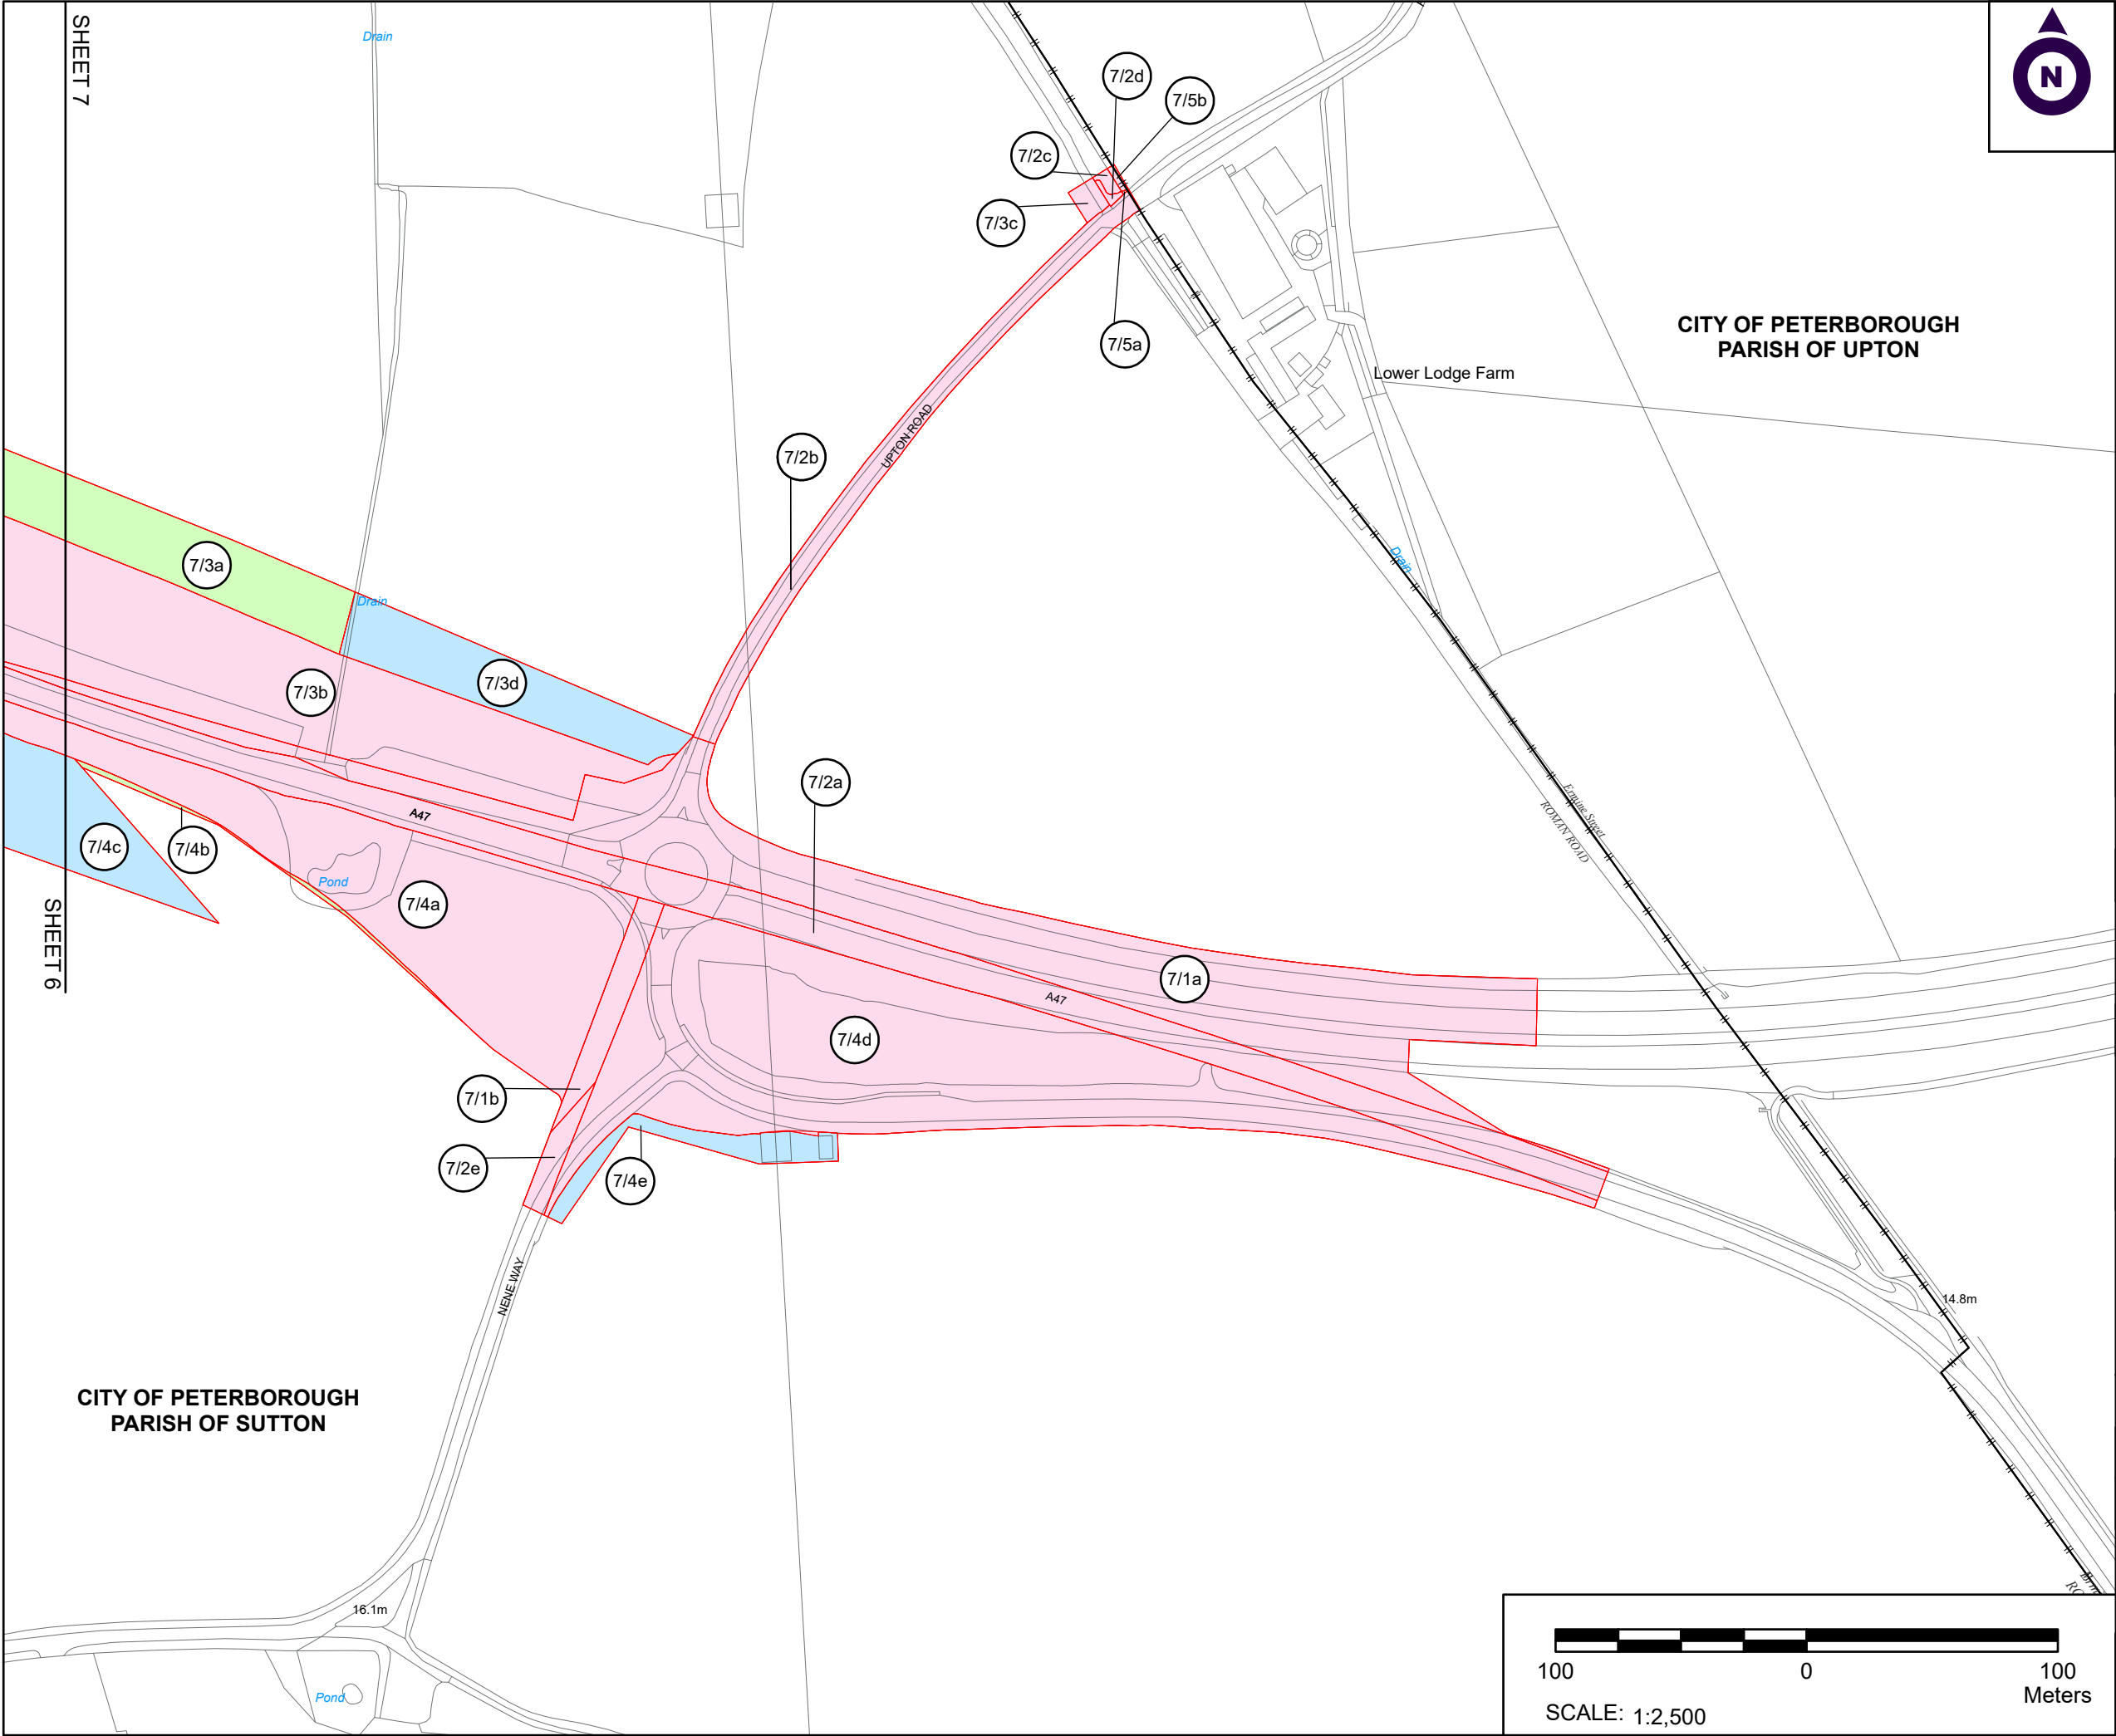 SHEET 7
Drain
N
7/2d
7/5b
7/2c
7/3c
7/5a
CITY OF PETERBOROUGH
PARISH OF UPTON
Lower Lodge Farm
UPTON ROAD
7/2b
7/3a
Drain
Drain
7/3d
7/3b
7/2a
A47
Ermine Street
ROMAN ROAD
7/4c
7/4b
Pond
7/4a
SHEET 6
7/1a
A47
7/4d
7/1b
7/2e
7/4e
NENE WAY
14.8m
CITY OF PETERBOROUGH
PARISH OF SUTTON
16.1m
Pond
100 0 100
Meters
SCALE: 1:2,500